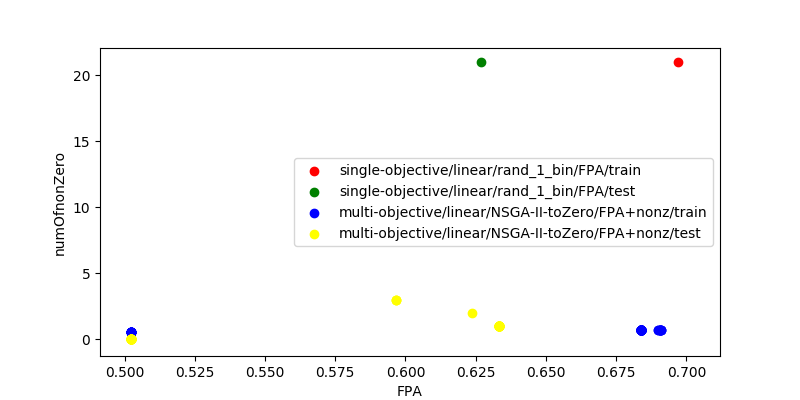 20
15
10
5
0
numOfnonZero
single-objective/linear/rand_1_bin/FPA/train
single-objective/linear/rand_1_bin/FPA/test
multi-objective/linear/NSGA-II-toZero/FPA+nonz/train
multi-objective/linear/NSGA-II-toZero/FPA+nonz/test
0.500 0.525 0.550 0.575 0.600 0.625 0.650 0.675 0.700
FPA